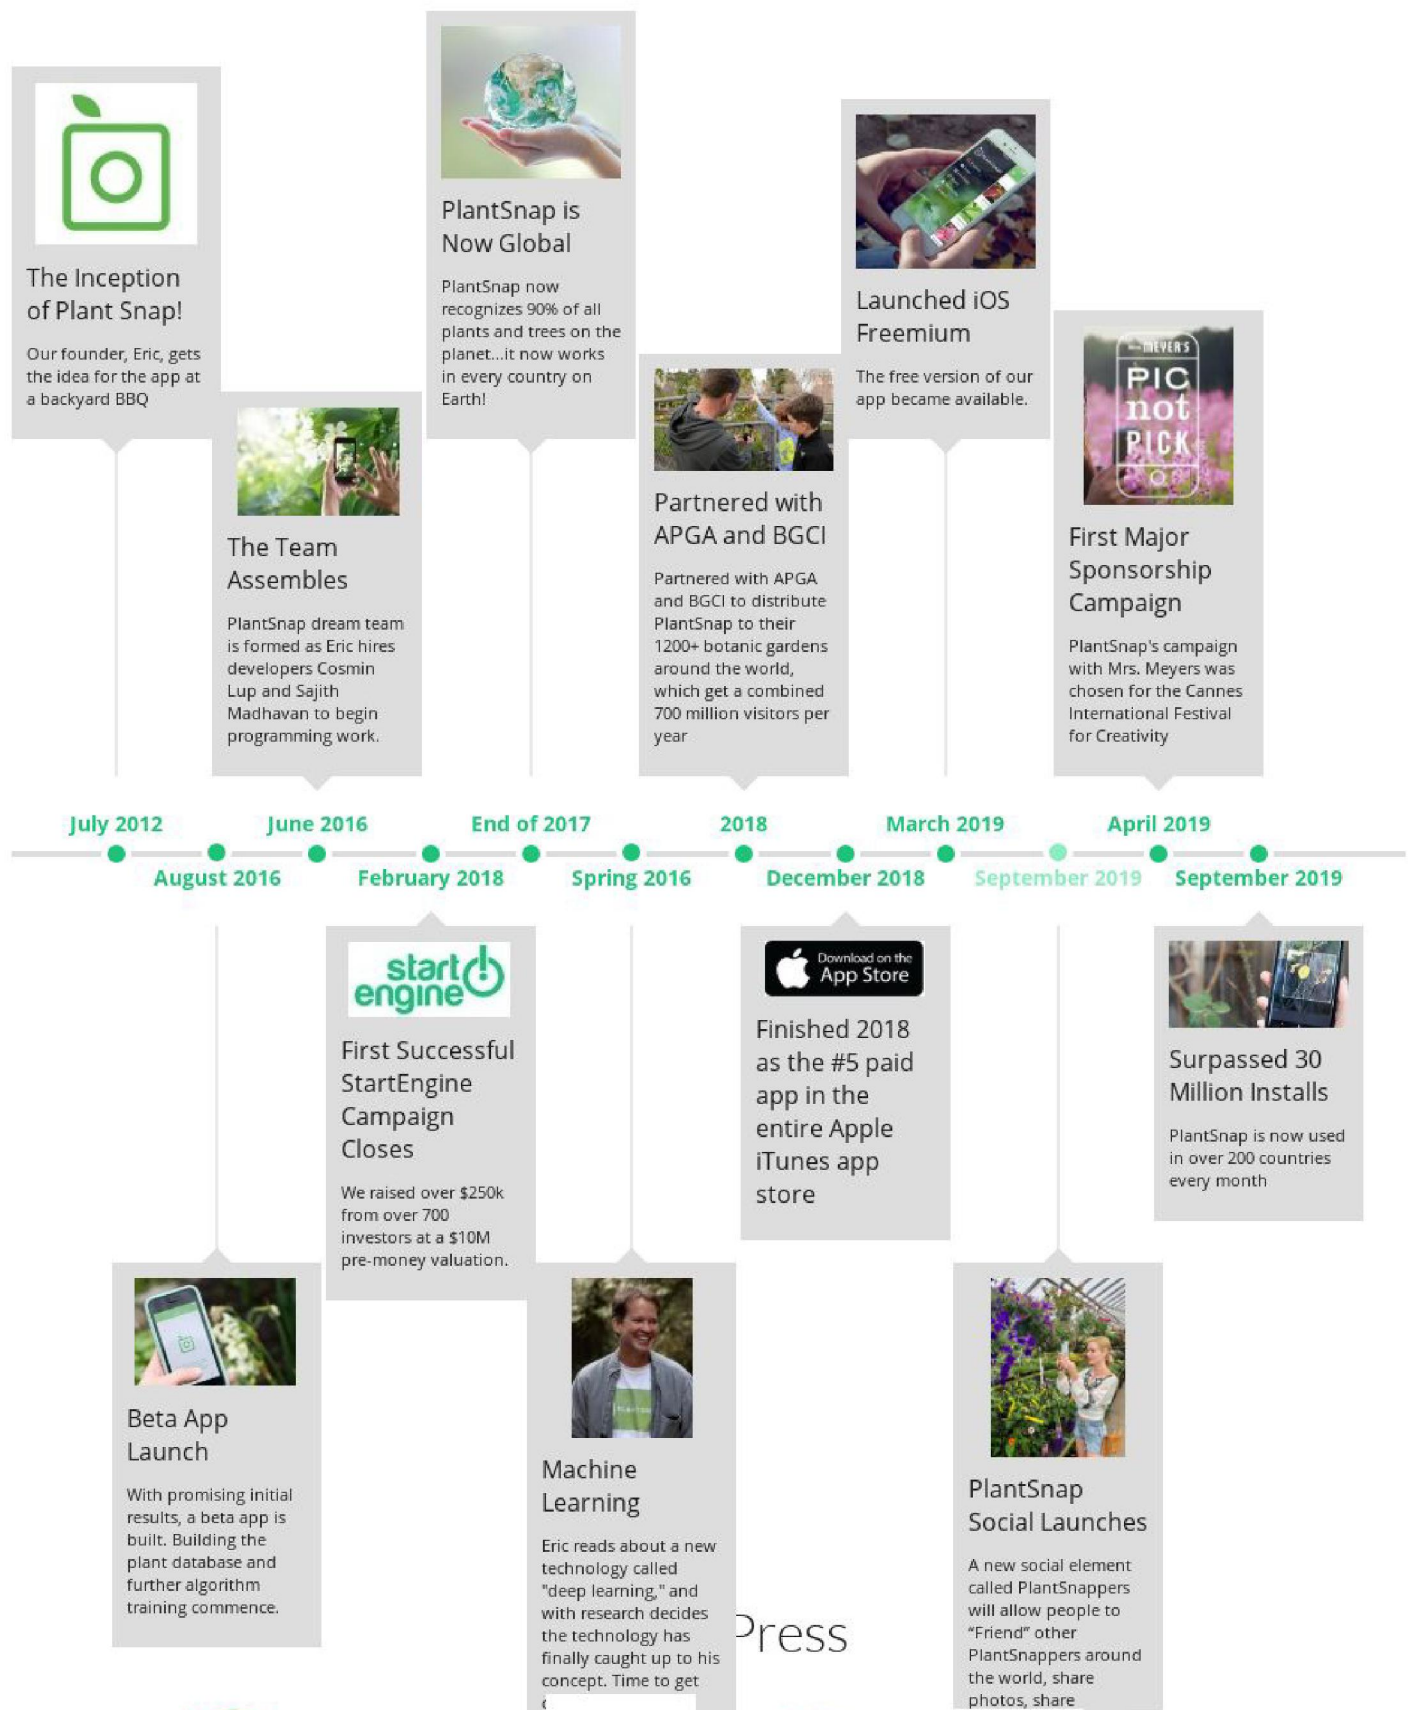 The Inception
of Plant Snap!
Our founder, Eric, gets
the idea for the app at
a backyard BBQ
The Team
Assembles
PlantSnap dream team
is formed as Eric hires
developers Cosmin
Lup and Sajith
Madhavan to begin
programming work.
PlantSnap is
Now Global
PlantSnap now
recognizes 90% of all
plants and trees on the
planet...it now works
in every country on
Earth!
Partnered with
APGA and BGCI
Partnered with APGA
and BGCI to distribute
PlantSnap to their
1200+ botanic gardens
around the world,
which get a combined
700 million visitors per
year
Launched iOS
Freemium
The free version of our
app became available.
MEYER'S
PIC
not
PICK
First Major
Sponsorship
Campaign
PlantSnap's campaign
with Mrs. Meyers was
chosen for the Cannes
International Festival
for Creativity
July 2012
June 2016
End of 2017
2018
March 2019
April 2019
August 2016
February 2018
Spring 2016
December 2018
September 2019
September 2019
Beta App
Launch
With promising initial
results, a beta app is
built. Building the
plant database and
further algorithm
training commence.
start
engine
First Successful
StartEngine
Campaign
Closes
We raised over $250k
from over 700
investors at a $10M
pre-money valuation.
Machine
Learning
Eric reads about a new
technology called
"deep learning," and
with research decides
the technology has
finally caught up to his
concept. Time to get
Download on the
App Store
Finished 2018
as the #5 paid
app in the
entire Apple
iTunes app
store
PlantSnap
Social Launches
A new social element
called PlantSnappers
will allow people to
“Friend” other
PlantSnappers around
the world, share
photos, share
Surpassed 30
Million Installs
PlantSnap is now used
in over 200 countries
every month
Press